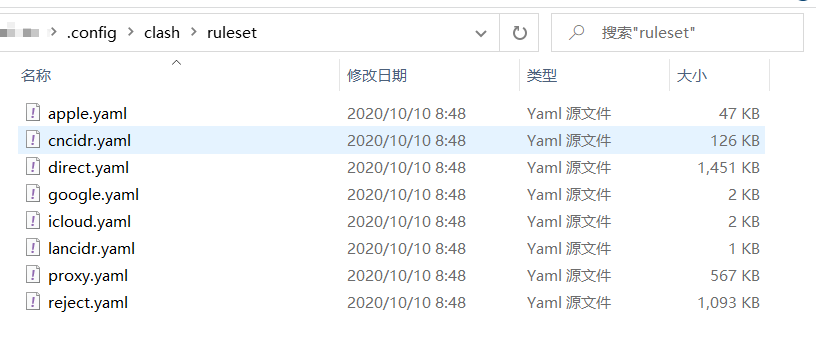 .config > clash > ruleset 搜索"ruleset"
名称 修改日期 类型 大小
apple.yaml 2020/10/10 8:48 Yaml 源文件 47 KB
cncidr.yaml 2020/10/10 8:48 Yaml 源文件 126 KB
direct.yaml 2020/10/10 8:48 Yaml 源文件 1,451 KB
google.yaml 2020/10/10 8:48 Yaml 源文件 2 KB
icloud.yaml 2020/10/10 8:48 Yaml 源文件 2 KB
lancidr.yaml 2020/10/10 8:48 Yaml 源文件 1 KB
proxy.yaml 2020/10/10 8:48 Yaml 源文件 567 KB
reject.yaml 2020/10/10 8:48 Yaml 源文件 1,093 KB